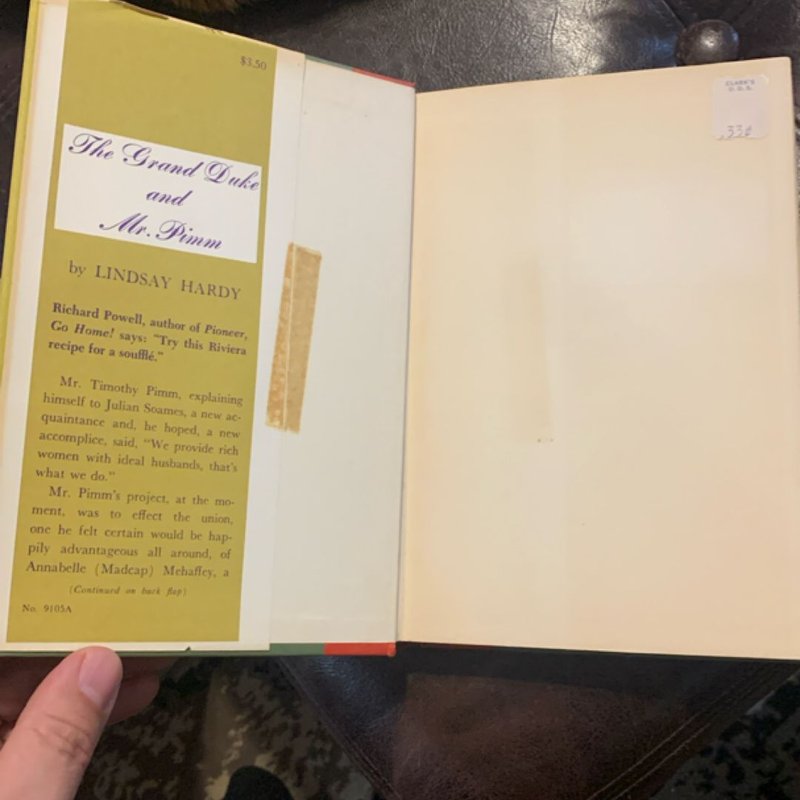 $3.50
The Grand Duke
and
Mr. Pimm
by LINDSAY HARDY
Richard Powell, author of Pioneer,
Go Home! says: "Try this Riviera
recipe for a soufflé."
Mr. Timothy Pimm, explaining
himself to Julian Soames, a new ac-
quaintance and, he hoped, a new
accomplice, said, "We provide rich
women with ideal husbands, that's
what we do."
Mr. Pimm's project, at the mo-
ment, was to effect the union,
one he felt certain would be hap-
pily advantageous all around, of
Annabelle (Madcap) Mehaffey, a
(Continued on back flap)
No. 9105A
CLARK'S
.33¢